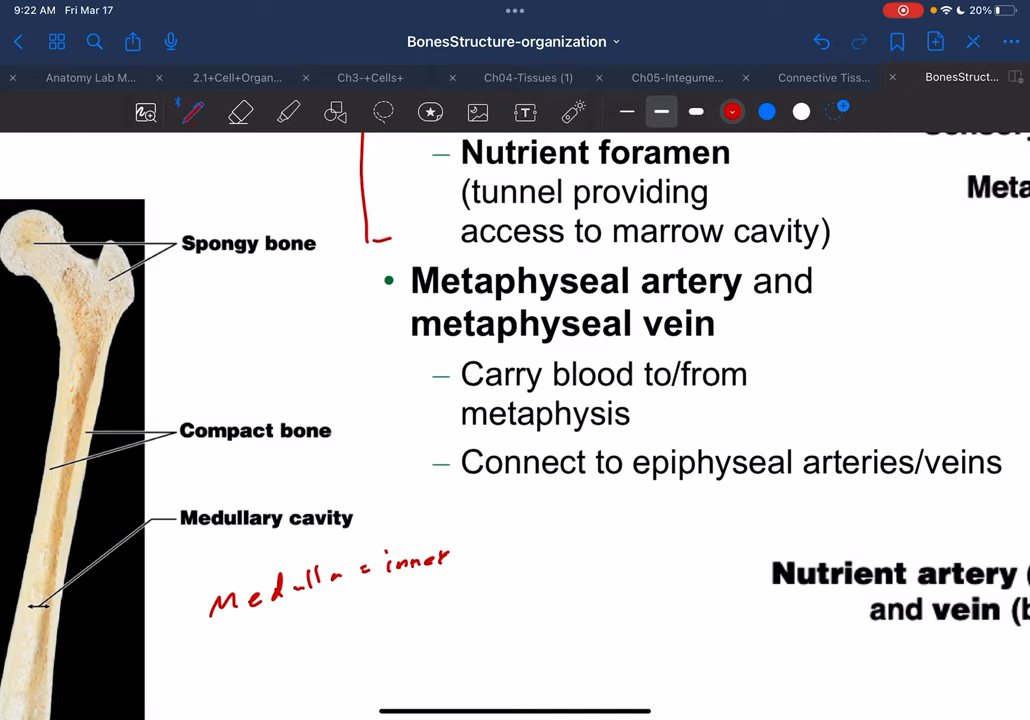 9:22 AM Fri Mar 17
20%
BonesStructure-organization
Anatomy Lab M...
2.1+Cell+Organ...
Ch3-+Cells+
Ch04-Tissues (1)
Ch05-Integume...
Connective Tiss...
BonesStruct...
– Nutrient foramen
(tunnel providing
access to marrow cavity)
Meta
• Metaphyseal artery and
metaphyseal vein
– Carry blood to/from
metaphysis
– Connect to epiphyseal arteries/veins
Spongy bone
Compact bone
Medullary cavity
Medulla = inner
Nutrient artery (
and vein (b